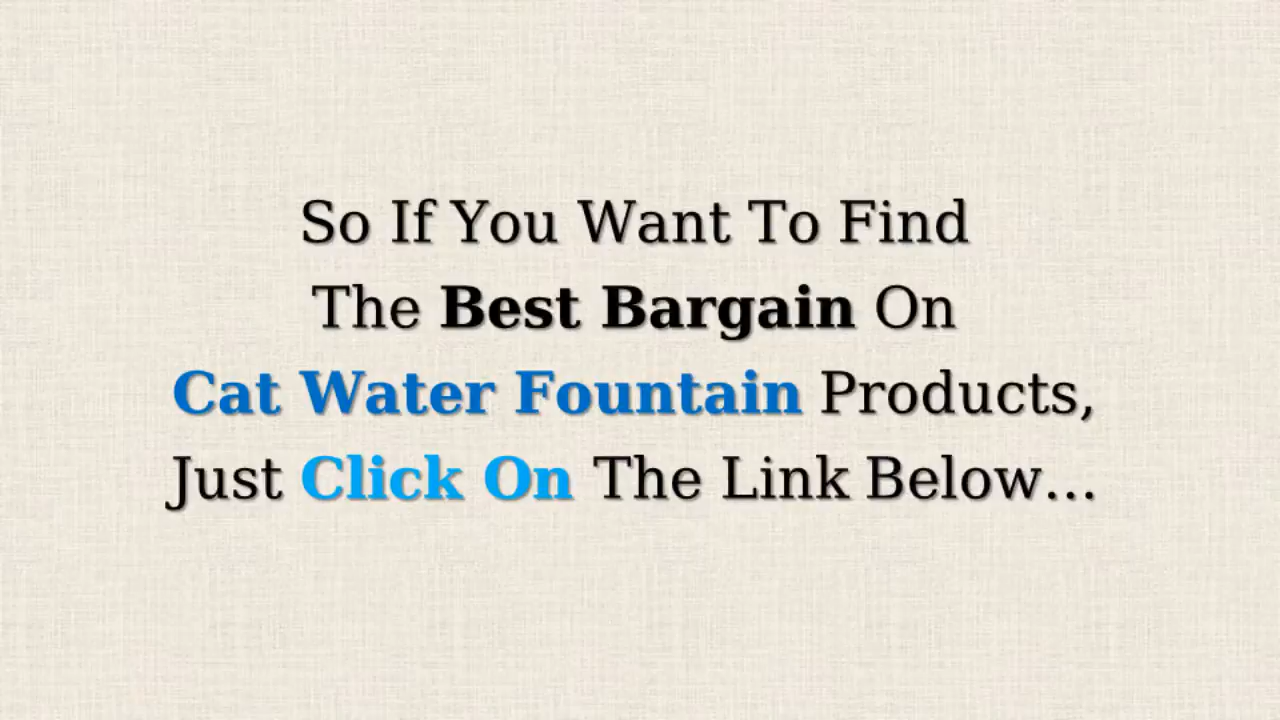 So If You Want To Find
The Best Bargain On
Cat Water Fountain Products,
Just Click On The Link Below...